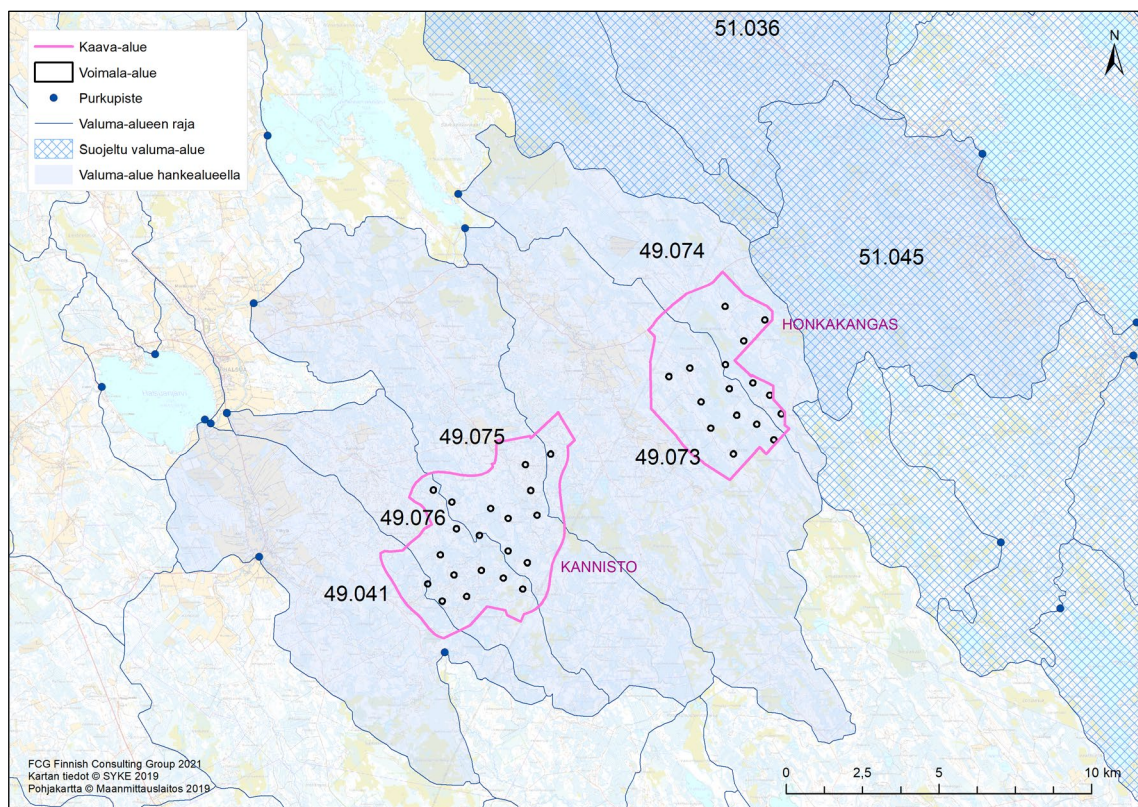 51.036
N
Kaava-alue
Voimala-alue
Purkupiste
Valuma-alueen raja
Suojeltu valuma-alue
Valuma-alue hankealueella
49.074
51.045
HONKAKANGAS
49.075
49.073
49.076
KANNISTO
49.041
FCG Finnish Consulting Group 2021
Kartan tiedot © SYKE 2019
Pohjakartta © Maanmittauslaitos 2019
0 2,5 5 10 km